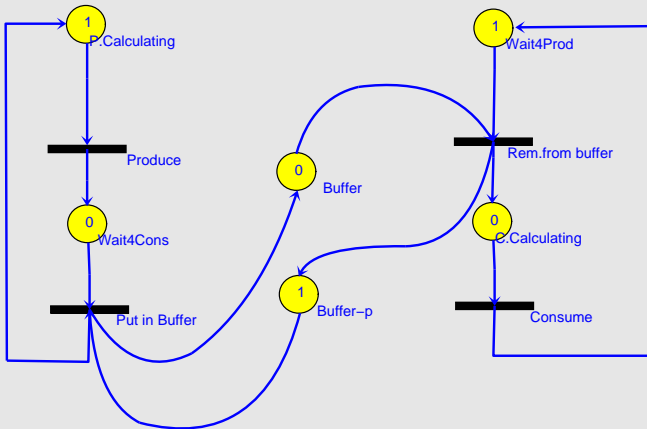 1
P.Calculating
1
Wait4Prod
Produce
Rem.from buffer
0
Buffer
0
Wait4Cons
0
C.Calculating
1
Buffer−p
Put in Buffer
Consume